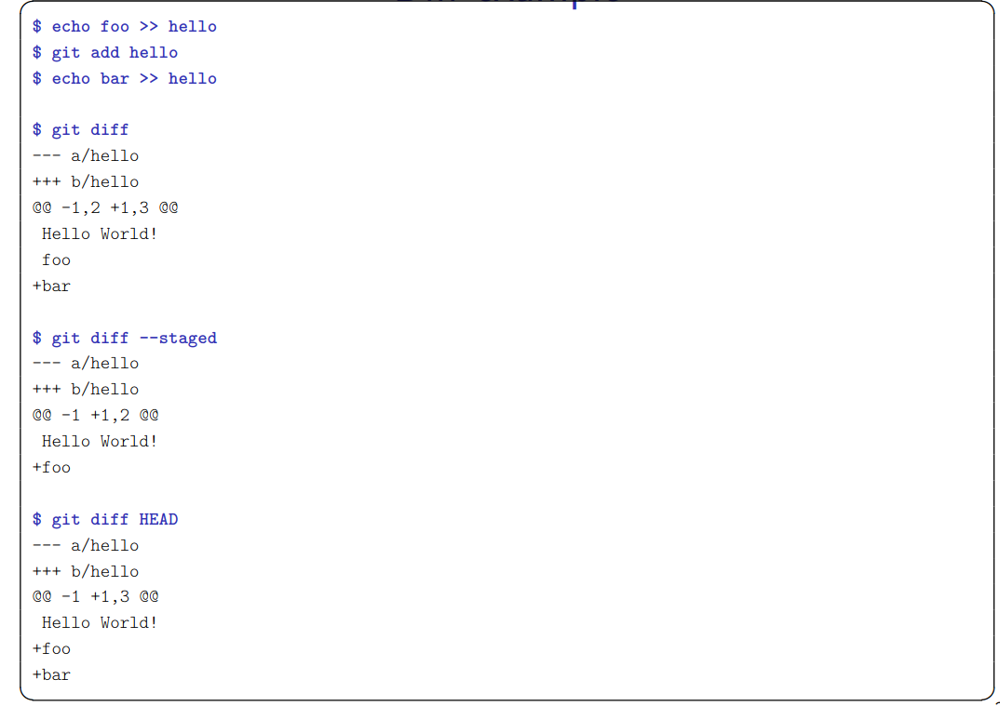 $ echo foo >> hello
$ git add hello
$ echo bar >> hello
$ git diff
--- a/hello
+++ b/hello
@@ -1,2 +1,3 @@
 Hello World!
 foo
+bar
$ git diff --staged
--- a/hello
+++ b/hello
@@ -1 +1,2 @@
 Hello World!
+foo
$ git diff HEAD
--- a/hello
+++ b/hello
@@ -1 +1,3 @@
 Hello World!
+foo
+bar